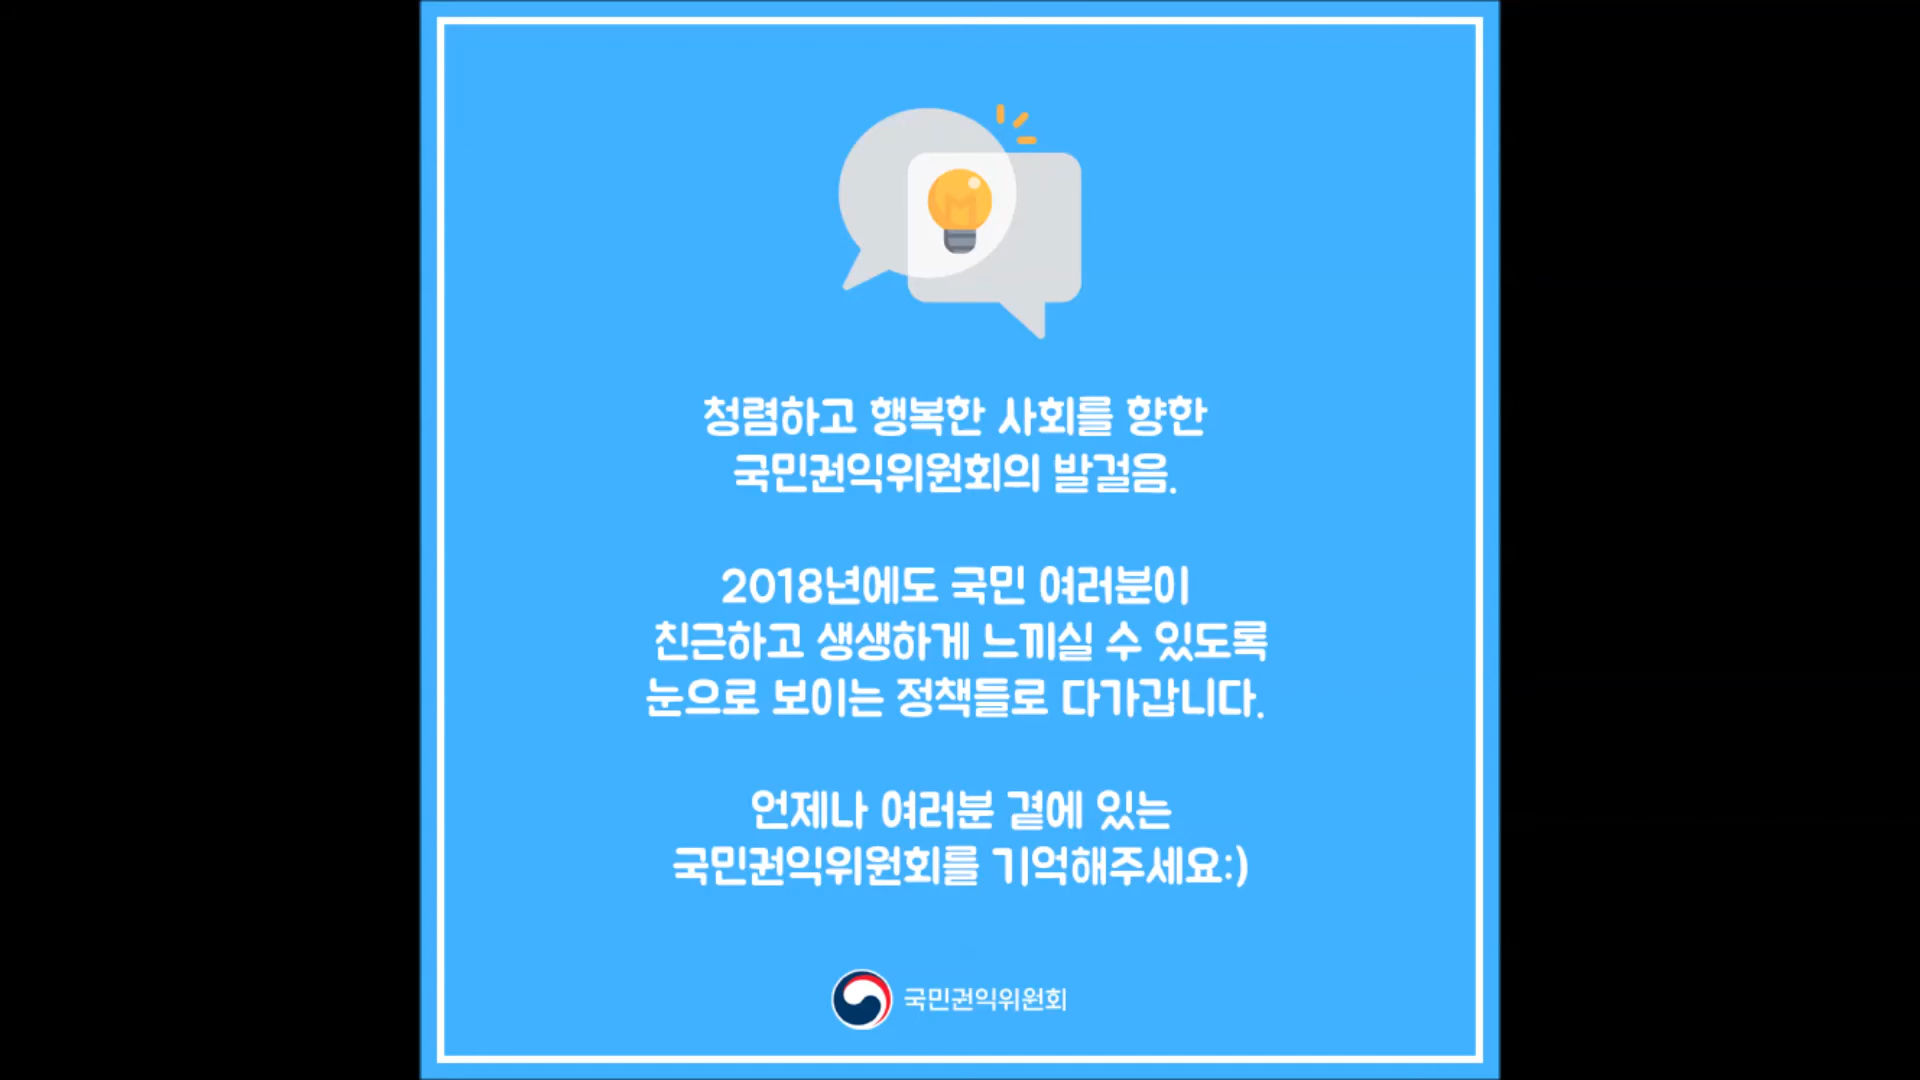 청렴하고 행복한 사회를 향한
국민권익위원회의 발걸음.
2018년에도 국민 여러분이
친근하고 생생하게 느끼실 수 있도록
눈으로 보이는 정책들로 다가갑니다.
언제나 여러분 곁에 있는
국민권익위원회를 기억해주세요:)
국민권익위원회